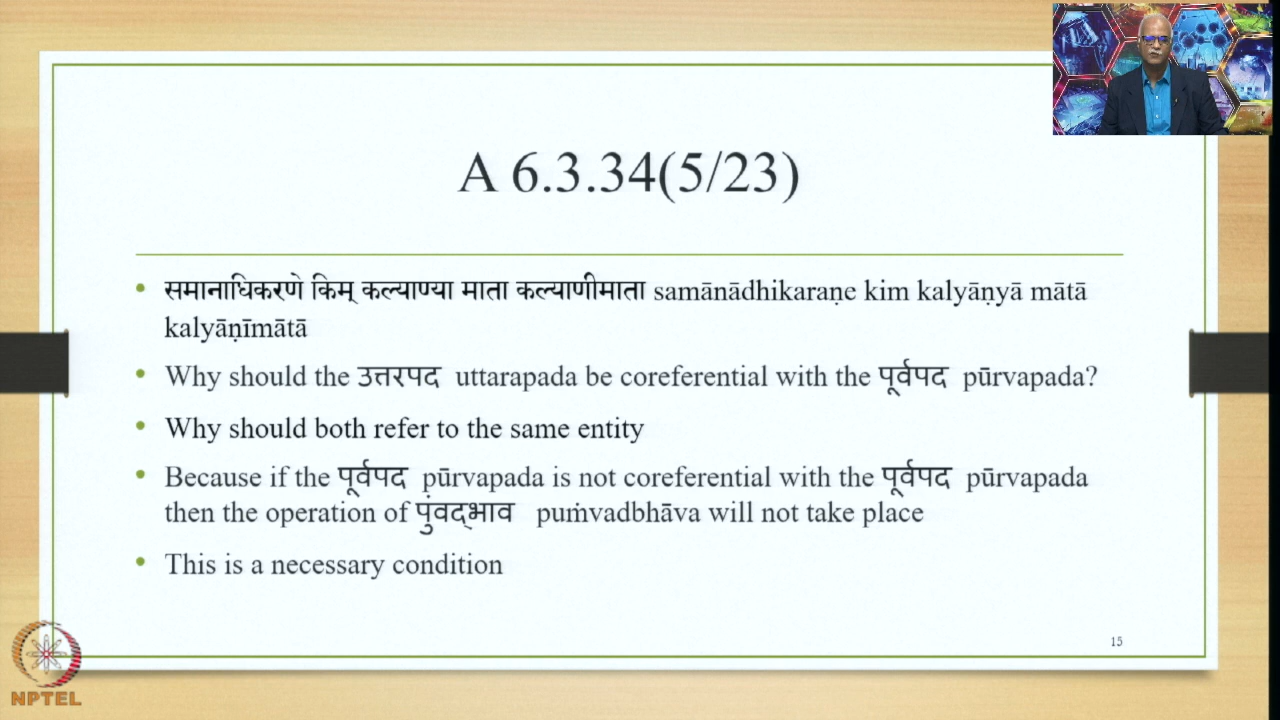 A 6.3.34(5/23)
समानाधिकरणे किम् कल्याण्या माता कल्याणीमाता samānādhikaraṇe kim kalyāṇyā mātā
kalyāṇīmātā
Why should the उत्तरपद uttarapada be coreferential with the पूर्वपद pūrvapada?
Why should both refer to the same entity
Because if the पूर्वपद pūrvapada is not coreferential with the पूर्वपद pūrvapada
then the operation of पुंवद्भाव puṁvadbhāva will not take place
This is a necessary condition
15
NPTEL